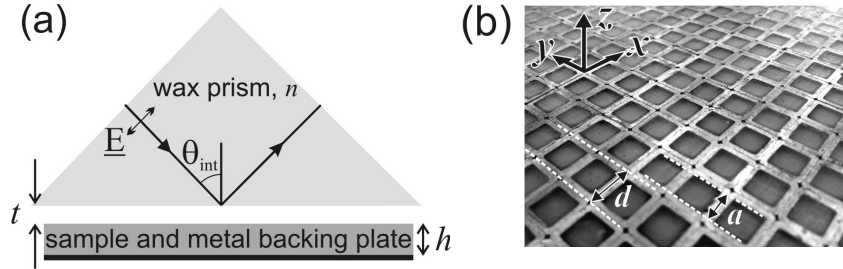 (a)
wax prism, n
E
θint
t
sample and metal backing plate
h
(b)
z
y
x
d
a